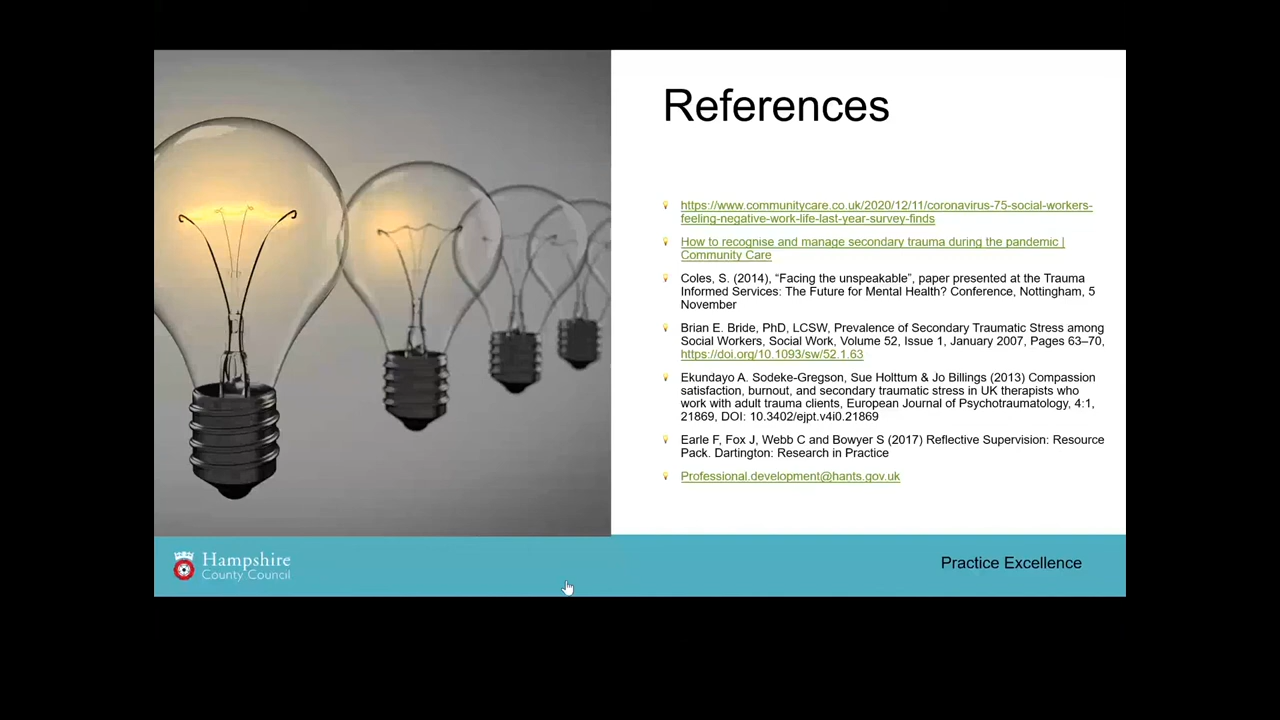 References
https://www.communitycare.co.uk/2020/12/11/coronavirus-75-social-workers-
feeling-negative-work-life-last-year-survey-finds
How to recognise and manage secondary trauma during the pandemic |
Community Care
Coles, S. (2014), “Facing the unspeakable”, paper presented at the Trauma
Informed Services: The Future for Mental Health? Conference, Nottingham, 5
November
Brian E. Bride, PhD, LCSW, Prevalence of Secondary Traumatic Stress among
Social Workers, Social Work, Volume 52, Issue 1, January 2007, Pages 63–70,
https://doi.org/10.1093/sw/52.1.63
Ekundayo A. Sodeke-Gregson, Sue Holttum & Jo Billings (2013) Compassion
satisfaction, burnout, and secondary traumatic stress in UK therapists who
work with adult trauma clients, European Journal of Psychotraumatology, 4:1,
21869, DOI: 10.3402/ejpt.v4i0.21869
Earle F, Fox J, Webb C and Bowyer S (2017) Reflective Supervision: Resource
Pack. Dartington: Research in Practice
Professional.development@hants.gov.uk
Hampshire
County Council
Practice Excellence